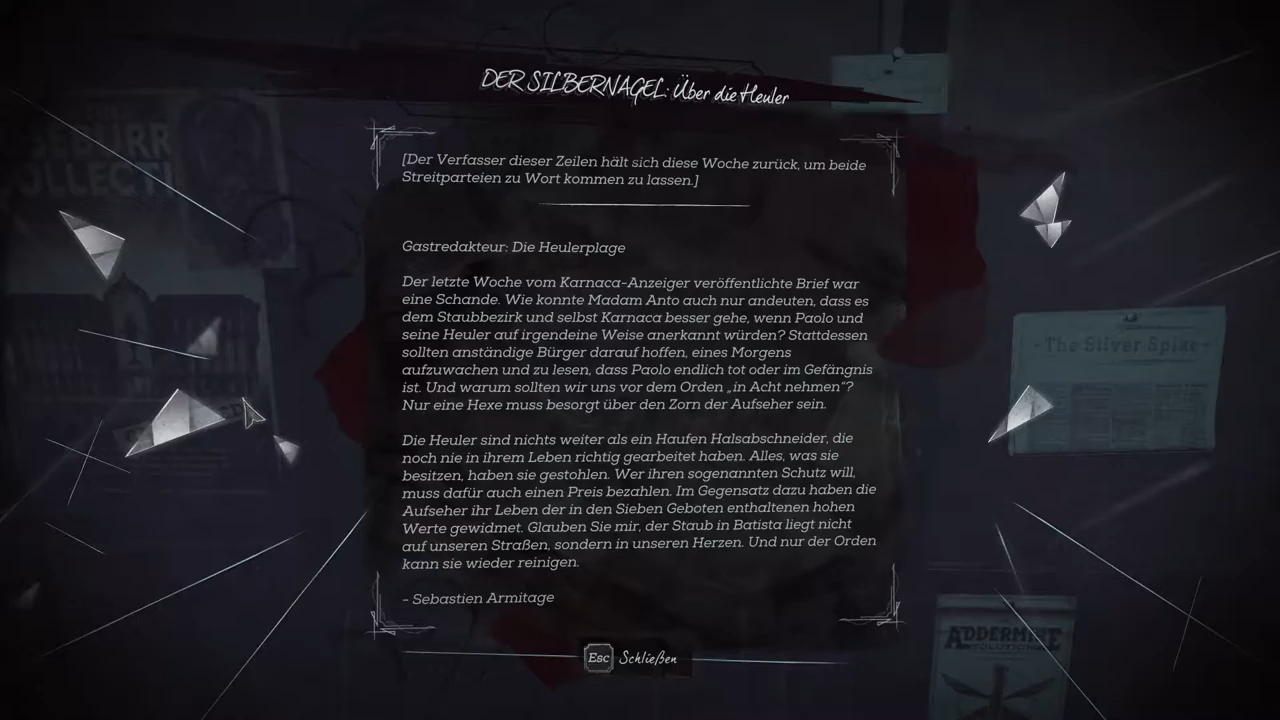 DER SILBERNAGEL: Über die Heuler
[Der Verfasser dieser Zeilen hält sich diese Woche zurück, um beide
Streitparteien zu Wort kommen zu lassen.]
Gastredakteur: Die Heulerplage
Der letzte Woche vom Karnaca-Anzeiger veröffentlichte Brief war
eine Schande. Wie konnte Madam Anto auch nur andeuten, dass es
dem Staubbezirk und selbst Karnaca besser gehe, wenn Paolo und
seine Heuler auf irgendeine Weise anerkannt würden? Stattdessen
sollten anständige Bürger darauf hoffen, eines Morgens
aufzuwachen und zu lesen, dass Paolo endlich tot oder im Gefängnis
ist. Und warum sollten wir uns vor dem Orden „in Acht nehmen“?
Nur eine Hexe muss besorgt über den Zorn der Aufseher sein.
Die Heuler sind nichts weiter als ein Haufen Halsabschneider, die
noch nie in ihrem Leben richtig gearbeitet haben. Alles, was sie
besitzen, haben sie gestohlen. Wer ihren sogenannten Schutz will,
muss dafür auch einen Preis bezahlen. Im Gegensatz dazu haben die
Aufseher ihr Leben der in den Sieben Geboten enthaltenen hohen
Werte gewidmet. Glauben Sie mir, der Staub in Batista liegt nicht
auf unseren Straßen, sondern in unseren Herzen. Und nur der Orden
kann sie wieder reinigen.
- Sebastien Armitage
Esc Schließen
-The Silver Spike-
ADDERMIRE
SOLUTION